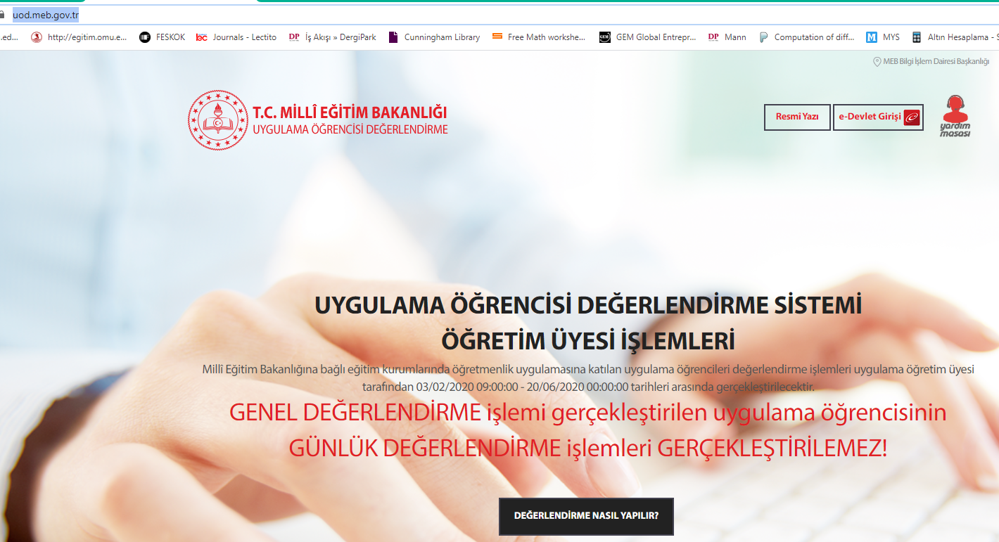 uod.meb.gov.tr
.ed... http://egitim.omu.e... FESKOK Journals - Lectito DP İş Akışı » DergiPark Cunningham Library Free Math workshe... GEM GEM Global Entrepr... DP Mann Computation of diff... M MYS Altın Hesaplama - S
MEB Bilgi İşlem Dairesi Başkanlığı
T.C. MİLLÎ EĞİTİM BAKANLIĞI
UYGULAMA ÖĞRENCİSİ DEĞERLENDİRME
Resmî Yazı e-Devlet Girişi
yardım
masası
UYGULAMA ÖĞRENCİSİ DEĞERLENDİRME SİSTEMİ
ÖĞRETİM ÜYESİ İŞLEMLERİ
Millî Eğitim Bakanlığına bağlı eğitim kurumlarında öğretmenlik uygulamasına katılan uygulama öğrencileri değerlendirme işlemleri uygulama öğretim üyesi
tarafından 03/02/2020 09:00:00 - 20/06/2020 00:00:00 tarihleri arasında gerçekleştirilecektir.
GENEL DEĞERLENDİRME işlemi gerçekleştirilen uygulama öğrencisinin
GÜNLÜK DEĞERLENDİRME işlemleri GERÇEKLEŞTİRİLEMEZ!
DEĞERLENDİRME NASIL YAPILIR?